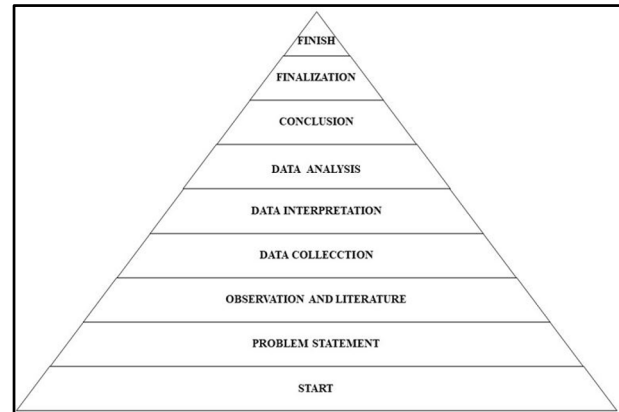 FINISH
FINALIZATION
CONCLUSION
DATA ANALYSIS
DATA INTERPRETATION
DATA COLLECCTION
OBSERVATION AND LITERATURE
PROBLEM STATEMENT
START